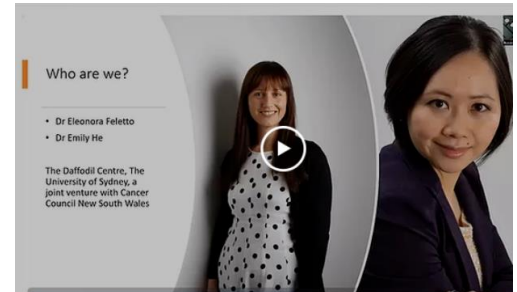 Who are we?
• Dr Eleonora Feletto
• Dr Emily He
The Daffodil Centre, The
University of Sydney, a
joint venture with Cancer
Council New South Wales